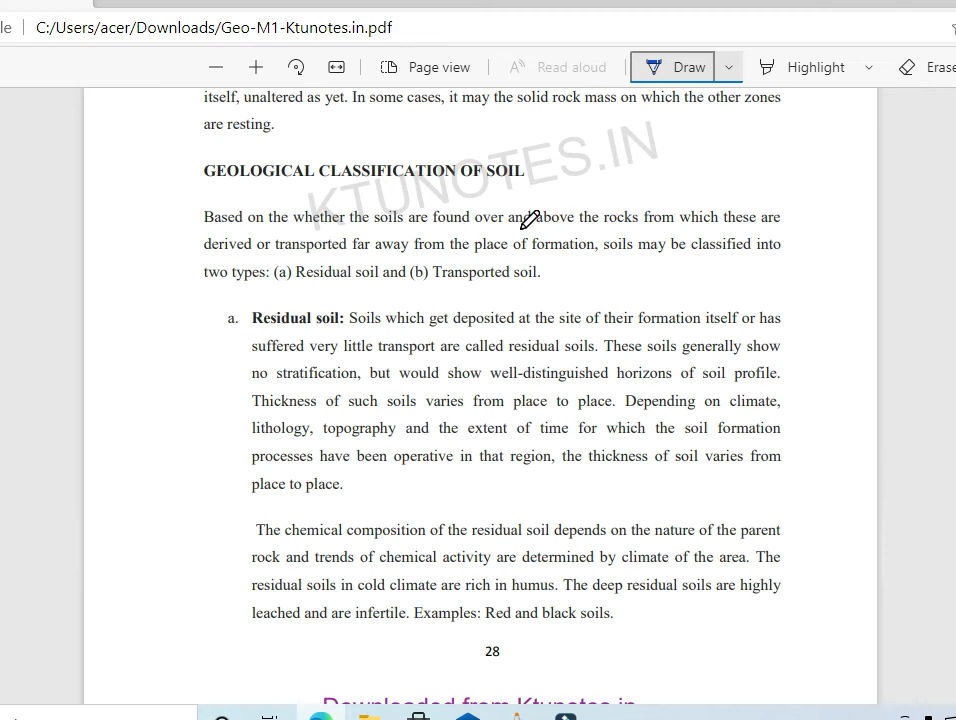 le C:/Users/acer/Downloads/Geo-M1-Ktunotes.in.pdf
Page view Read aloud Draw Highlight Erase
itself, unaltered as yet. In some cases, it may the solid rock mass on which the other zones
are resting.
GEOLOGICAL CLASSIFICATION OF SOIL
KTUNOTES.IN
Based on the whether the soils are found over and above the rocks from which these are
derived or transported far away from the place of formation, soils may be classified into
two types: (a) Residual soil and (b) Transported soil.
a. Residual soil: Soils which get deposited at the site of their formation itself or has
suffered very little transport are called residual soils. These soils generally show
no stratification, but would show well-distinguished horizons of soil profile.
Thickness of such soils varies from place to place. Depending on climate,
lithology, topography and the extent of time for which the soil formation
processes have been operative in that region, the thickness of soil varies from
place to place.
The chemical composition of the residual soil depends on the nature of the parent
rock and trends of chemical activity are determined by climate of the area. The
residual soils in cold climate are rich in humus. The deep residual soils are highly
leached and are infertile. Examples: Red and black soils.
28
Downloaded from Ktunotes.in